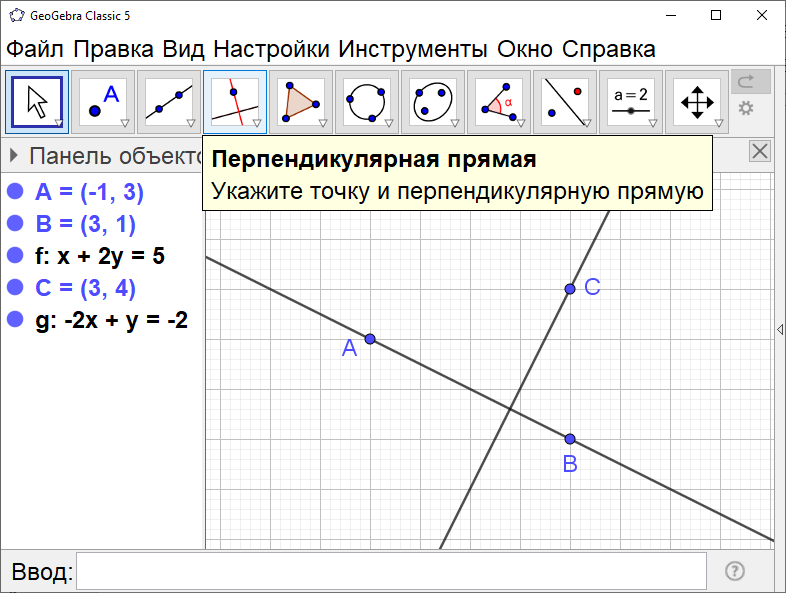 GeoGebra Classic 5
Файл Правка Вид Настройки Инструменты Окно Справка
A
α
a=2
Панель объекто
Перпендикулярная прямая
Укажите точку и перпендикулярную прямую
A = (-1, 3)
B = (3, 1)
f: x + 2y = 5
C = (3, 4)
g: -2x + y = -2
C
A
B
Ввод:
?